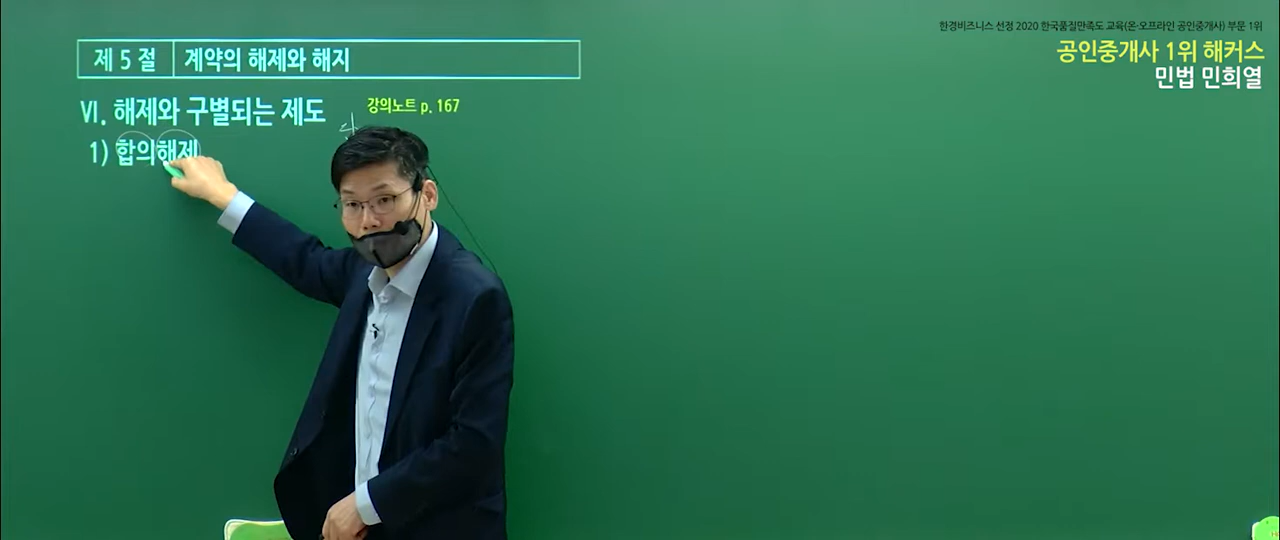 한경비즈니스 선정 2020 한국품질만족도 교육(온·오프라인 공인중개사) 부문 1위
공인중개사 1위 해커스
민법 민희열
제 5 절 계약의 해제와 해지
Ⅵ. 해제와 구별되는 제도 강의노트 p. 167
1) 합의해제